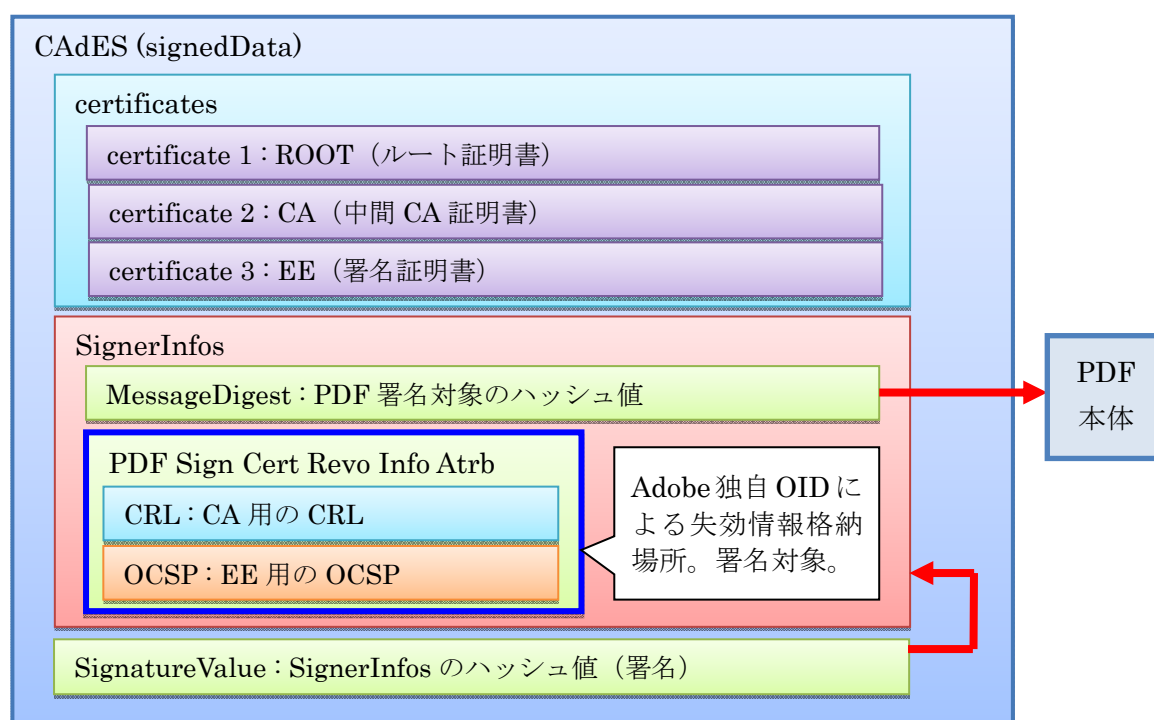 CAdES (signedData)
certificates
certificate 1：ROOT（ルート証明書）
certificate 2：CA（中間 CA 証明書）
certificate 3：EE（署名証明書）
SignerInfos
MessageDigest：PDF 署名対象のハッシュ値
PDF
本体
PDF Sign Cert Revo Info Atrb
CRL：CA 用の CRL
OCSP：EE 用の OCSP
Adobe 独自 OID に
よる失効情報格納
場所。署名対象。
SignatureValue：SignerInfos のハッシュ値（署名）